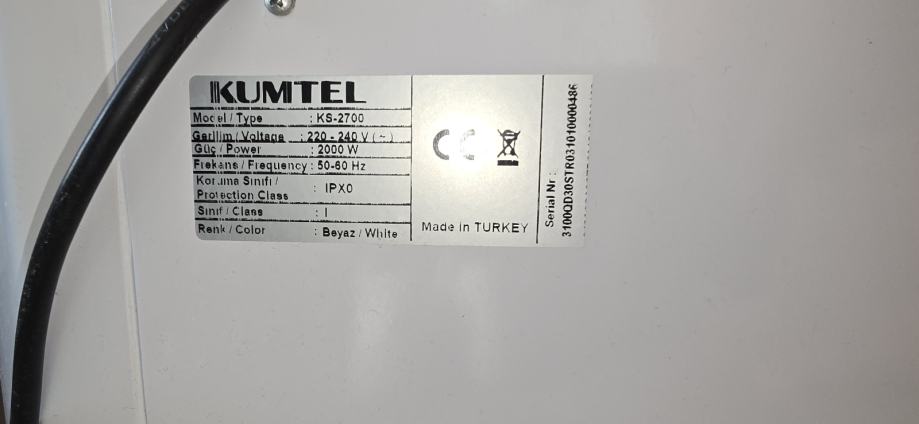 KUMTEL
Model / Type : KS-2700
Gerilim / Voltage : 220 - 240 V ( ~ )
Güç / Power : 2000 W
Frekans / Frequency : 50-60 Hz
Koruma Sınıfı /
Protection Class : IPX0
Sınıf / Class : I
Renk / Color : Beyaz / White
CE
Made in TURKEY
Serial Nr :
3100QD30STR031010000486